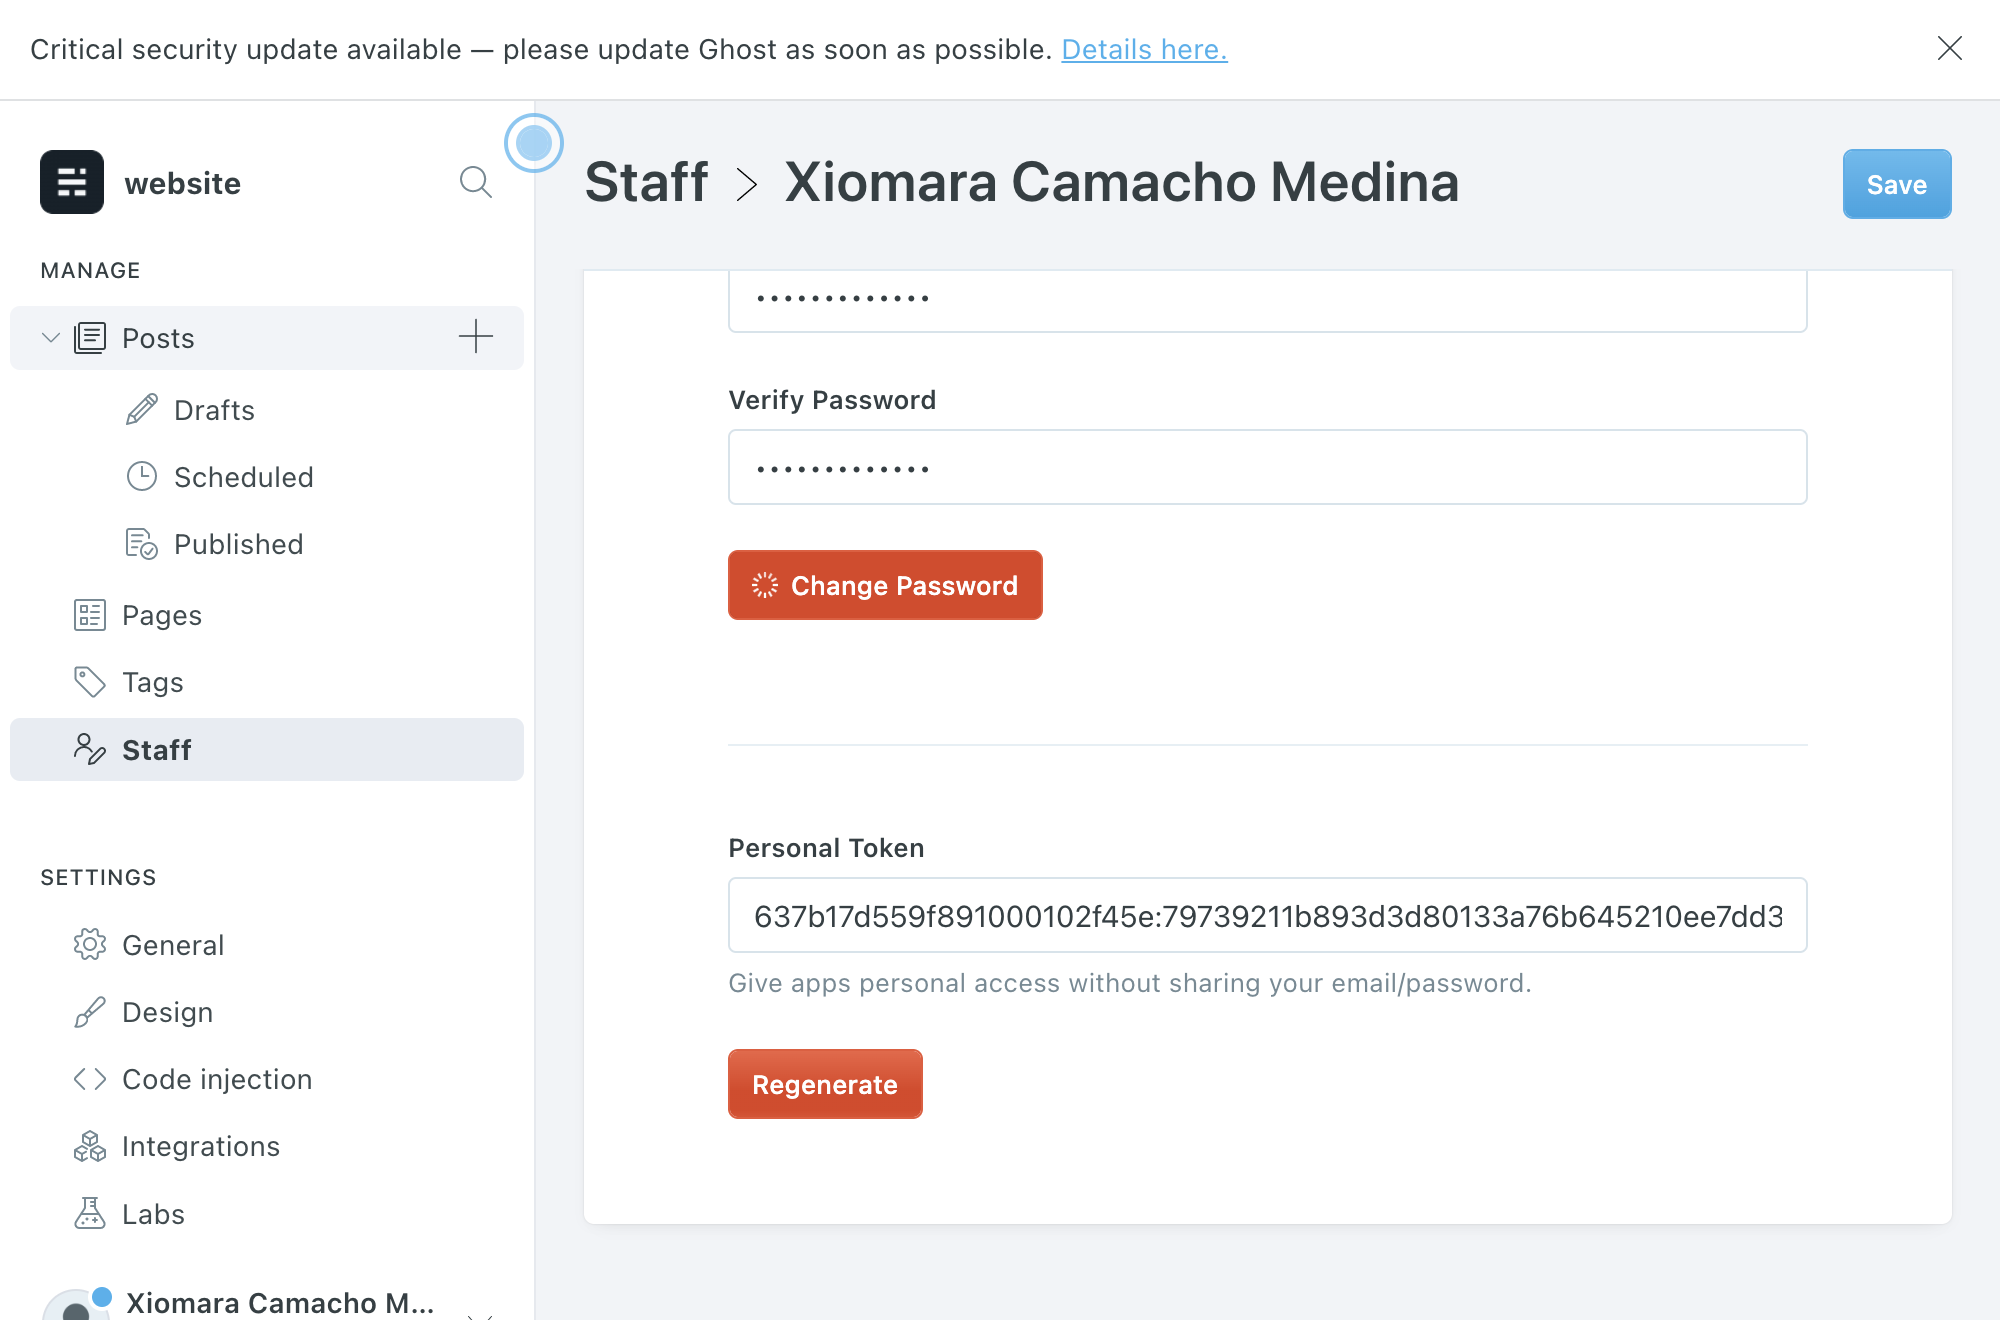 Critical security update available — please update Ghost as soon as possible. Details here.
website
MANAGE
Posts
Drafts
Scheduled
Published
Pages
Tags
Staff
SETTINGS
General
Design
Code injection
Integrations
Labs
Xiomara Camacho M...
Staff > Xiomara Camacho Medina
Save
Verify Password
Change Password
Personal Token
637b17d559f891000102f45e:79739211b893d3d80133a76b645210ee7dd3
Give apps personal access without sharing your email/password.
Regenerate